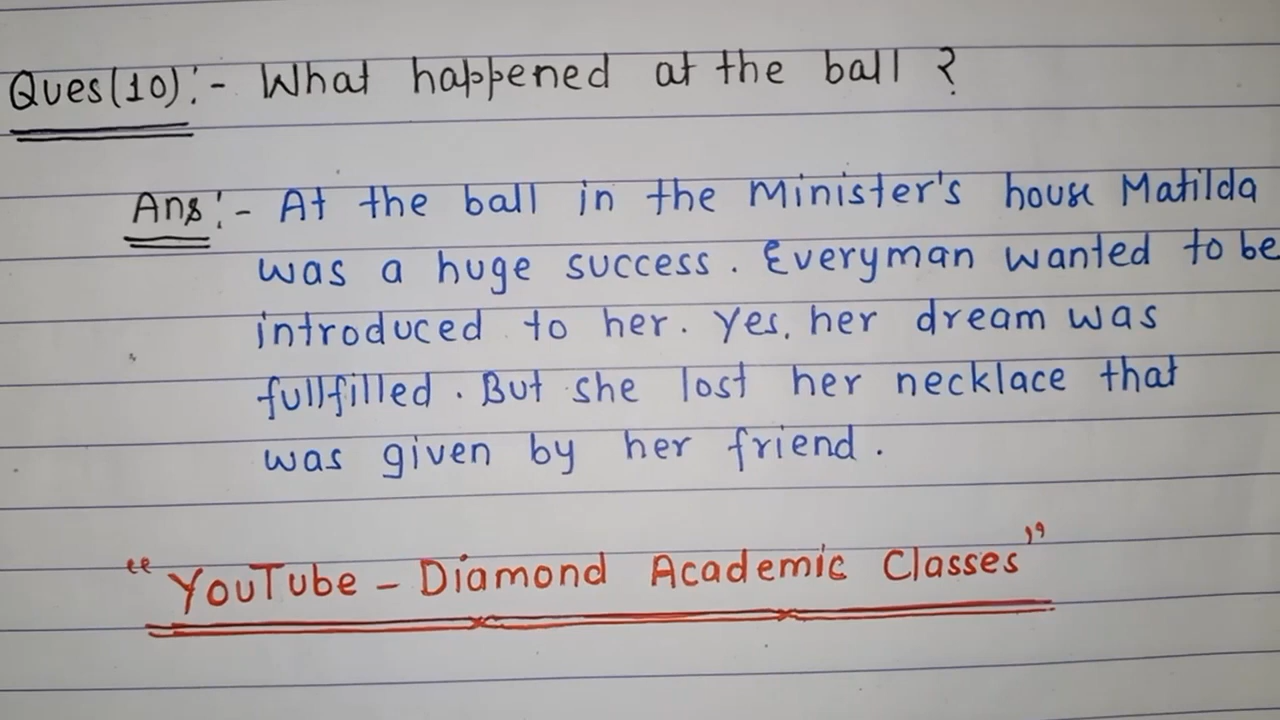 Ques(10):- What happened at the ball ?
Ans:- At the ball in the Minister's house Matilda
was a huge success. Everyman wanted to be
introduced to her. Yes, her dream was
fullfilled. But she lost her necklace that
was given by her friend.
"YouTube - Diamond Academic Classes"